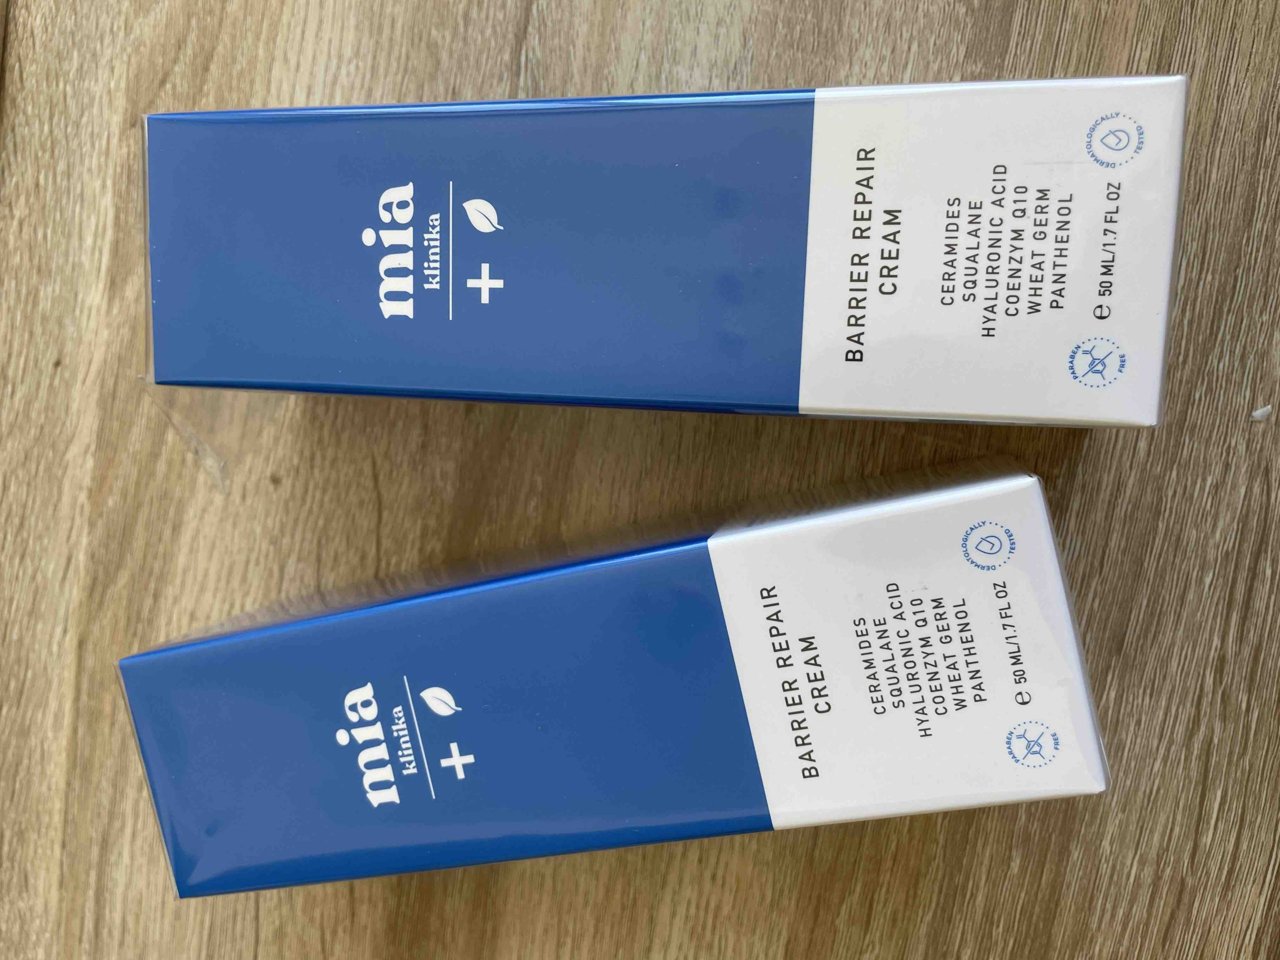 mia
klinika
BARRIER REPAIR
CREAM
CERAMIDES
SQUALANE
HYALURONIC ACID
COENZYM Q10
WHEAT GERM
PANTHENOL
PARABEN
FREE
e 50 ML/1.7 FL OZ
DERMATOLOGICALLY
TESTED
mia
klinika
BARRIER REPAIR
CREAM
CERAMIDES
SQUALANE
HYALURONIC ACID
COENZYM Q10
WHEAT GERM
PANTHENOL
PARABEN
FREE
e 50 ML/1.7 FL OZ
DERMATOLOGICALLY
TESTED